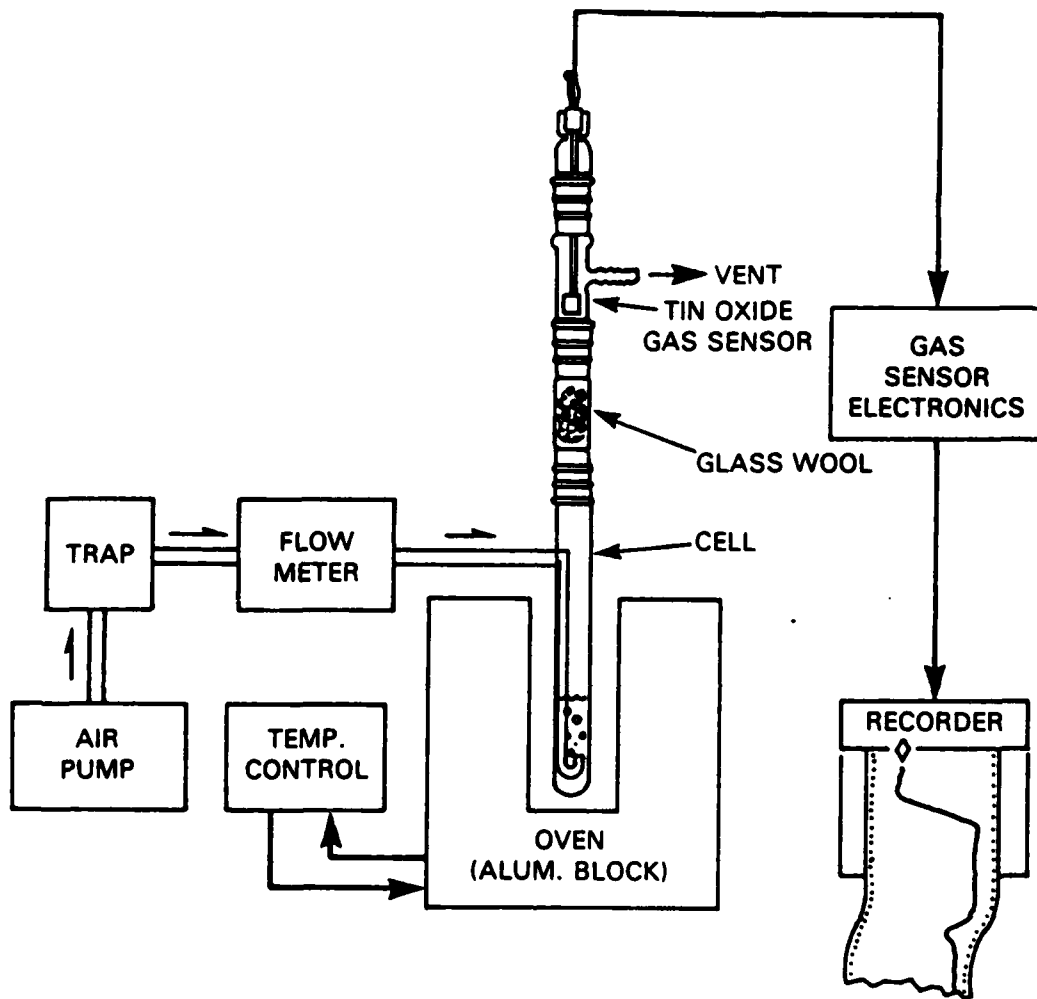 VENT
TIN OXIDE
GAS SENSOR
GAS
SENSOR
ELECTRONICS
GLASS WOOL
TRAP
FLOW
METER
CELL
AIR
PUMP
TEMP.
CONTROL
RECORDER
OVEN
(ALUM. BLOCK)